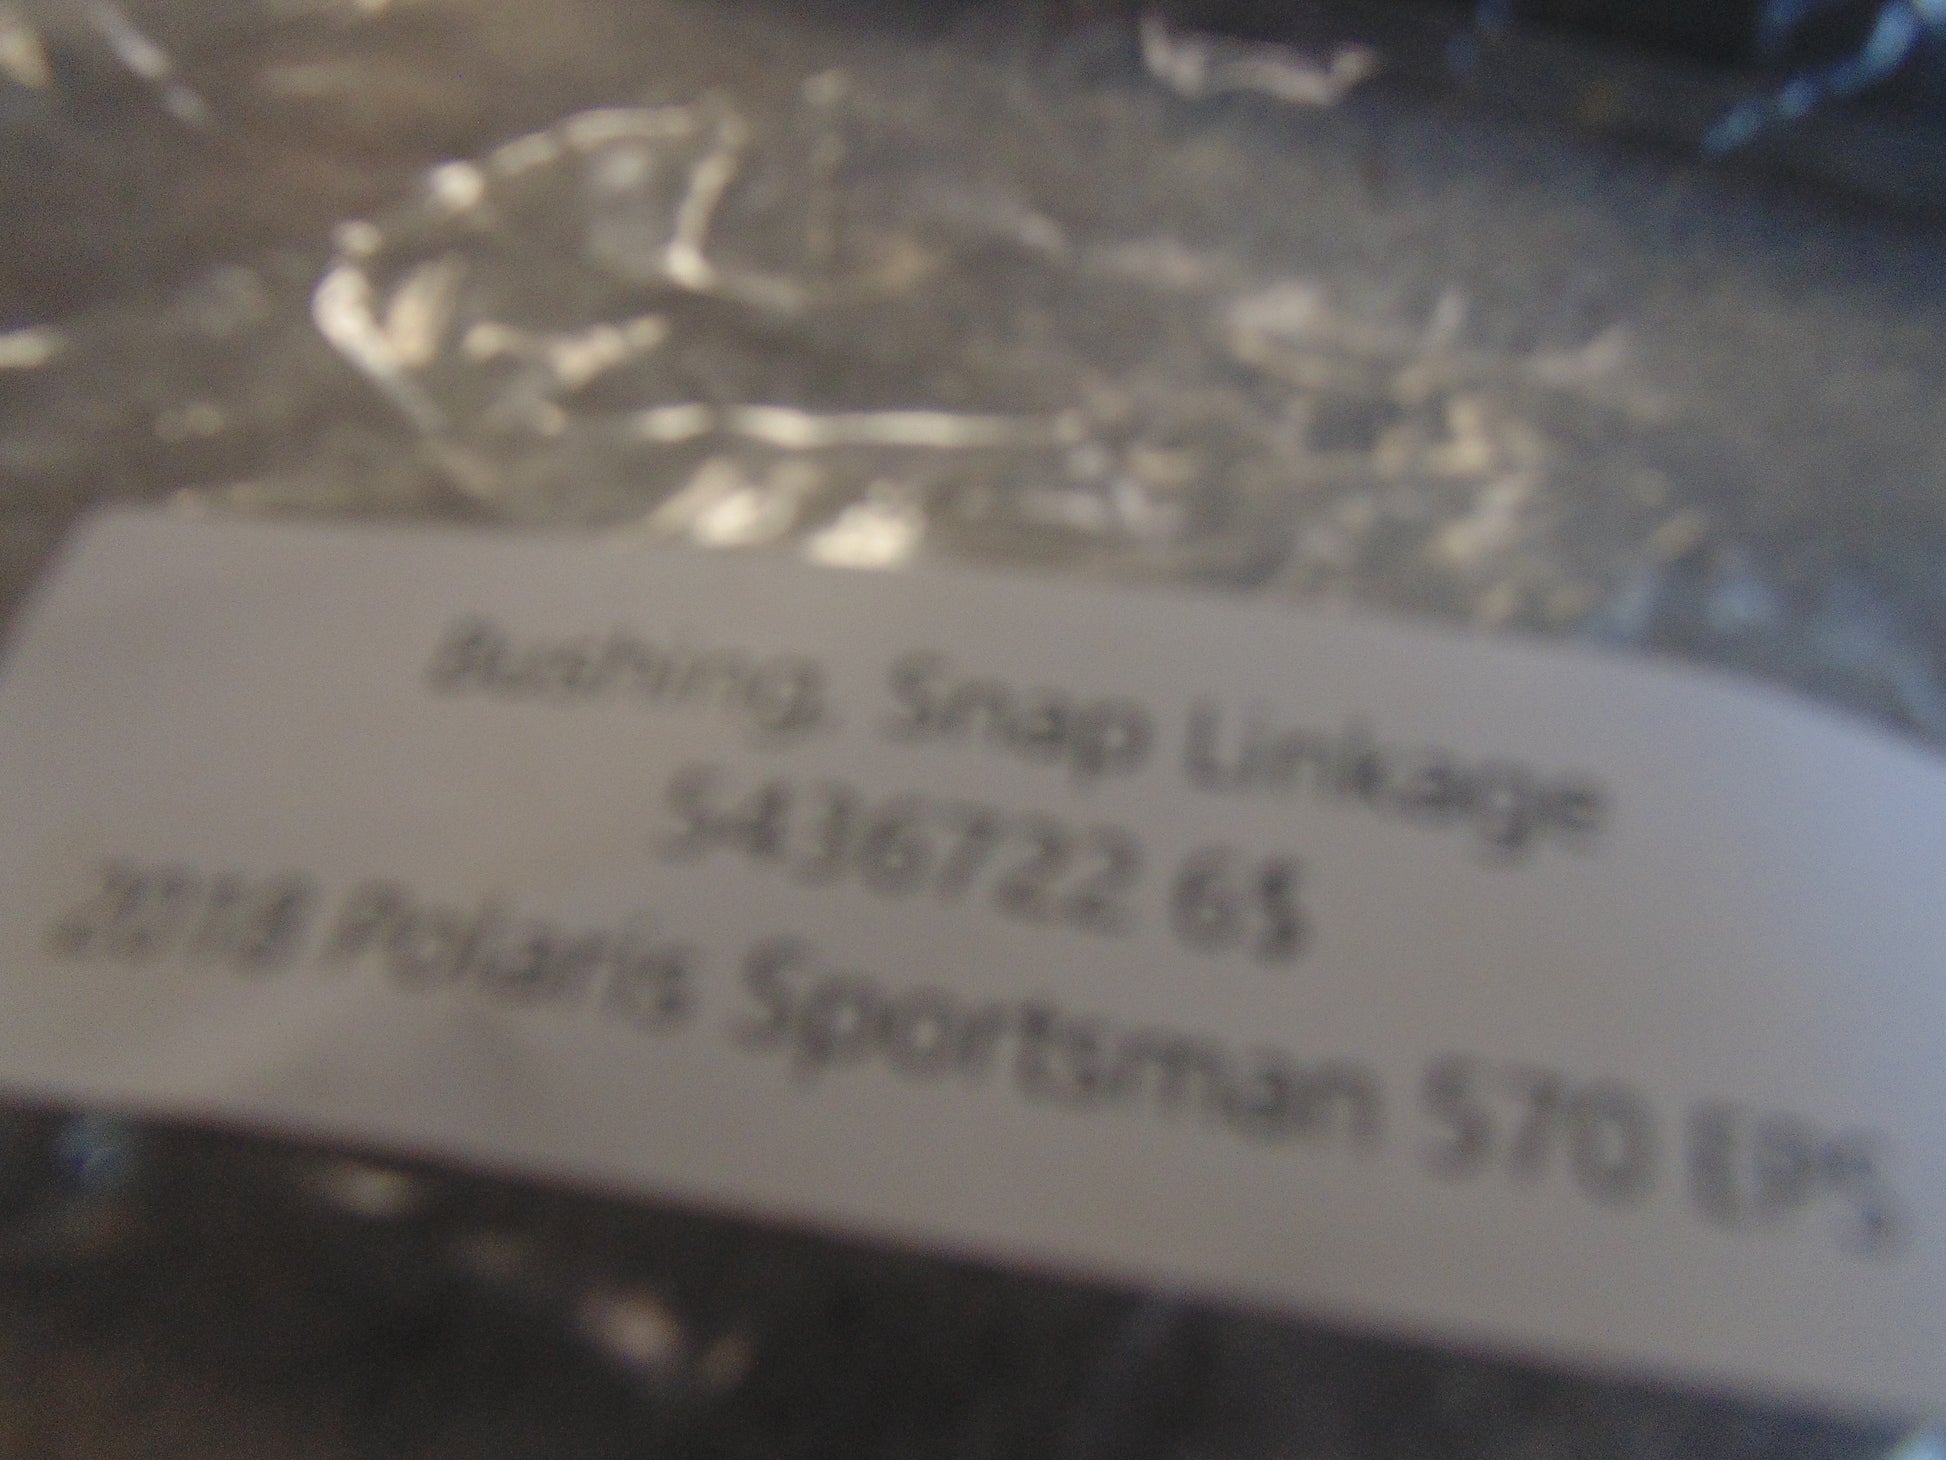 Bushing, Snap Linkage
5436722 6$
2018 Polaris Sportsman 570 EPS